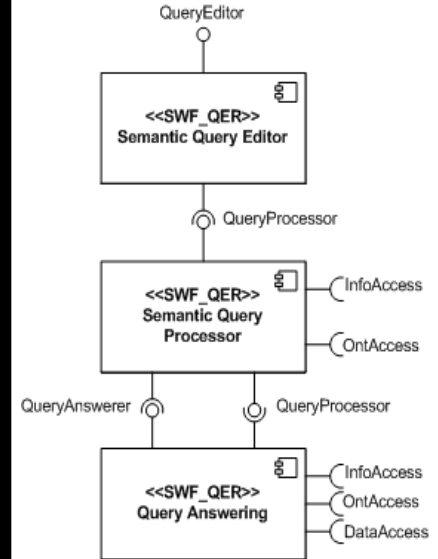 QueryEditor
<<SWF_QER>>
Semantic Query Editor
QueryProcessor
<<SWF_QER>>
Semantic Query
Processor
InfoAccess
OntAccess
QueryAnswerer
QueryProcessor
<<SWF_QER>>
Query Answering
InfoAccess
OntAccess
DataAccess